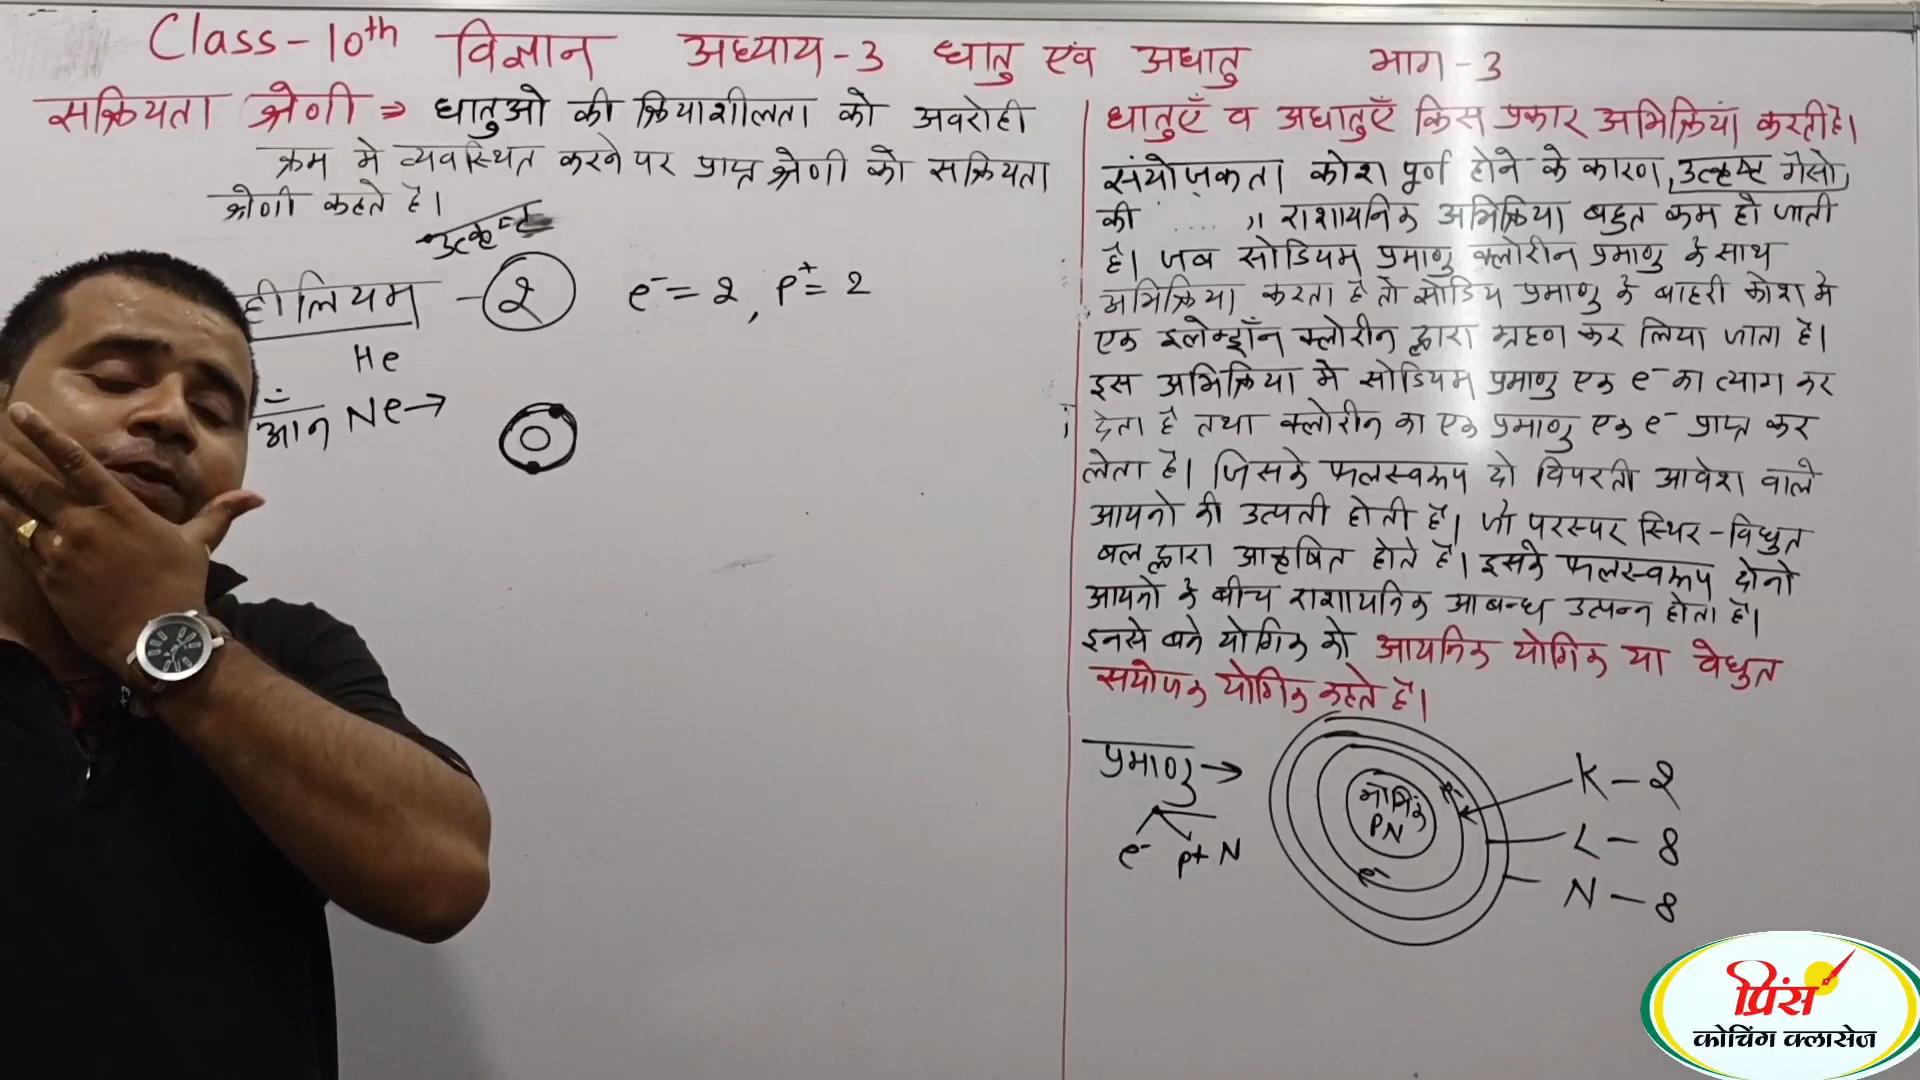 Class-10th विज्ञान अध्याय-3 धातु एवं अधातु भाग-3
सक्रियता श्रेणी ⇒ धातुओ की क्रियाशीलता को अवरोही
क्रम मे व्यवस्थित करने पर प्राप्त श्रेणी को सक्रियता
श्रेणी कहते है।
हीलियम - 2 e⁻ = 2, p⁺ = 2
He
आन Ne →
धातुएँ व अधातुएँ किस प्रकार अभिक्रिया करती है।
संयोजकता कोश पूर्ण होने के कारण, उत्कृष्ट गैसो
की .... ,, राशायनिक अभिक्रिया बहुत कम हो जाती
है। जब सोडियम प्रमाणु क्लोरीन प्रमाणु के साथ
अभिक्रिया करता है तो सोडिय प्रमाणु के बाहरी कोश मे
एक इलेक्ट्रॉन क्लोरीन द्वारा ग्रहण कर लिया जाता है।
इस अभिक्रिया मे सोडियम प्रमाणु एक e⁻ का त्याग कर
देता है तथा क्लोरीन का एक प्रमाणु एक e⁻ प्राप्त कर
लेता है। जिसके फलस्वरूप दो विपरती आवेश वाले
आयनो की उत्पती होती है। जो परस्पर स्थिर-विधुत
बल द्वारा आकृषित होते है। इसके फलस्वरूप दोनो
आयनो के बीच राशायनिक आबन्ध उत्पन्न होता है।
इनसे बने योगिक को आयनिक योगिक या वेधुत
सयोजक योगिक कहते है।
प्रमाणु →
e⁻ p+ N
नाभिक
PN
e⁻
e⁻
K - 2
L - 8
N - 8
प्रिंस
कोचिंग क्लासेज